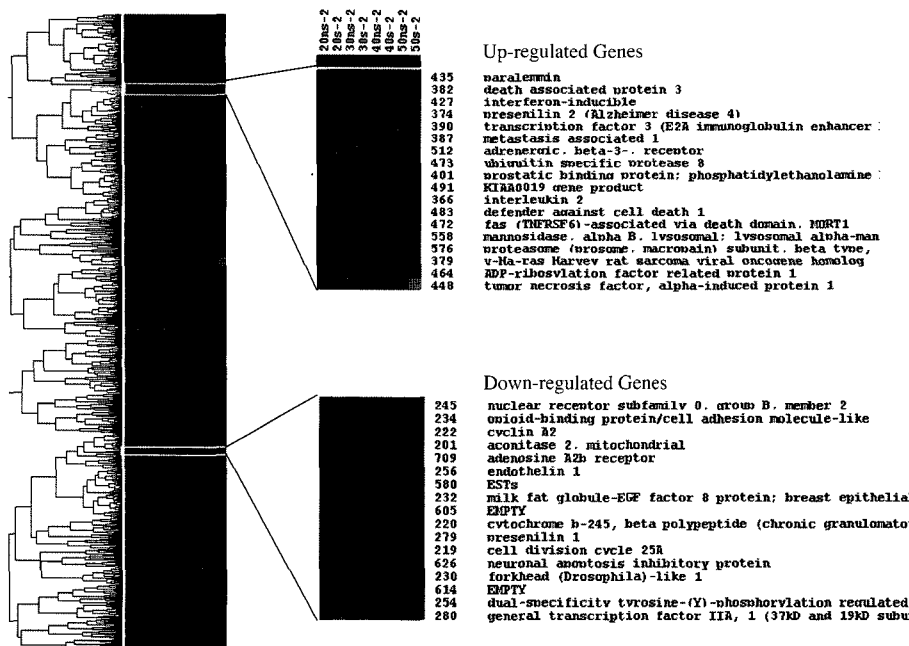 20ns-2
20s-2
30ns-2
30s-2
40ns-2
40s-2
50ns-2
50s-2
Up-regulated Genes
435 paralemmin
382 death associated protein 3
427 interferon-inducible
374 presenilin 2 (Alzheimer disease 4)
390 transcription factor 3 (E2A immunoglobulin enhancer
387 metastasis associated 1
512 adrenergic, beta-3-, receptor
473 ubiquitin specific protease 8
401 prostatic binding protein; phosphatidylethanolamine
491 KIAA0019 gene product
366 interleukin 2
483 defender against cell death 1
472 fas (TNFRSF6)-associated via death domain, MORT1
558 mannosidase, alpha B, lysosomal; lysosomal alpha-man
576 proteasome (prosome, macropain) subunit, beta type,
379 v-Ha-ras Harvey rat sarcoma viral oncogene homolog
464 ADP-ribosylation factor related protein 1
448 tumor necrosis factor, alpha-induced protein 1
Down-regulated Genes
245 nuclear receptor subfamily 0, group B, member 2
234 opioid-binding protein/cell adhesion molecule-like
222 cyclin A2
201 aconitase 2, mitochondrial
709 adenosine A2b receptor
256 endothelin 1
580 ESTs
232 milk fat globule-EGF factor 8 protein; breast epithelia
605 EMPTY
220 cytochrome b-245, beta polypeptide (chronic granulomato
279 presenilin 1
219 cell division cycle 25A
626 neuronal apoptosis inhibitory protein
230 forkhead (Drosophila)-like 1
614 EMPTY
254 dual-specificity tyrosine-(Y)-phosphorylation regulated
280 general transcription factor IIA, 1 (37kD and 19kD subu